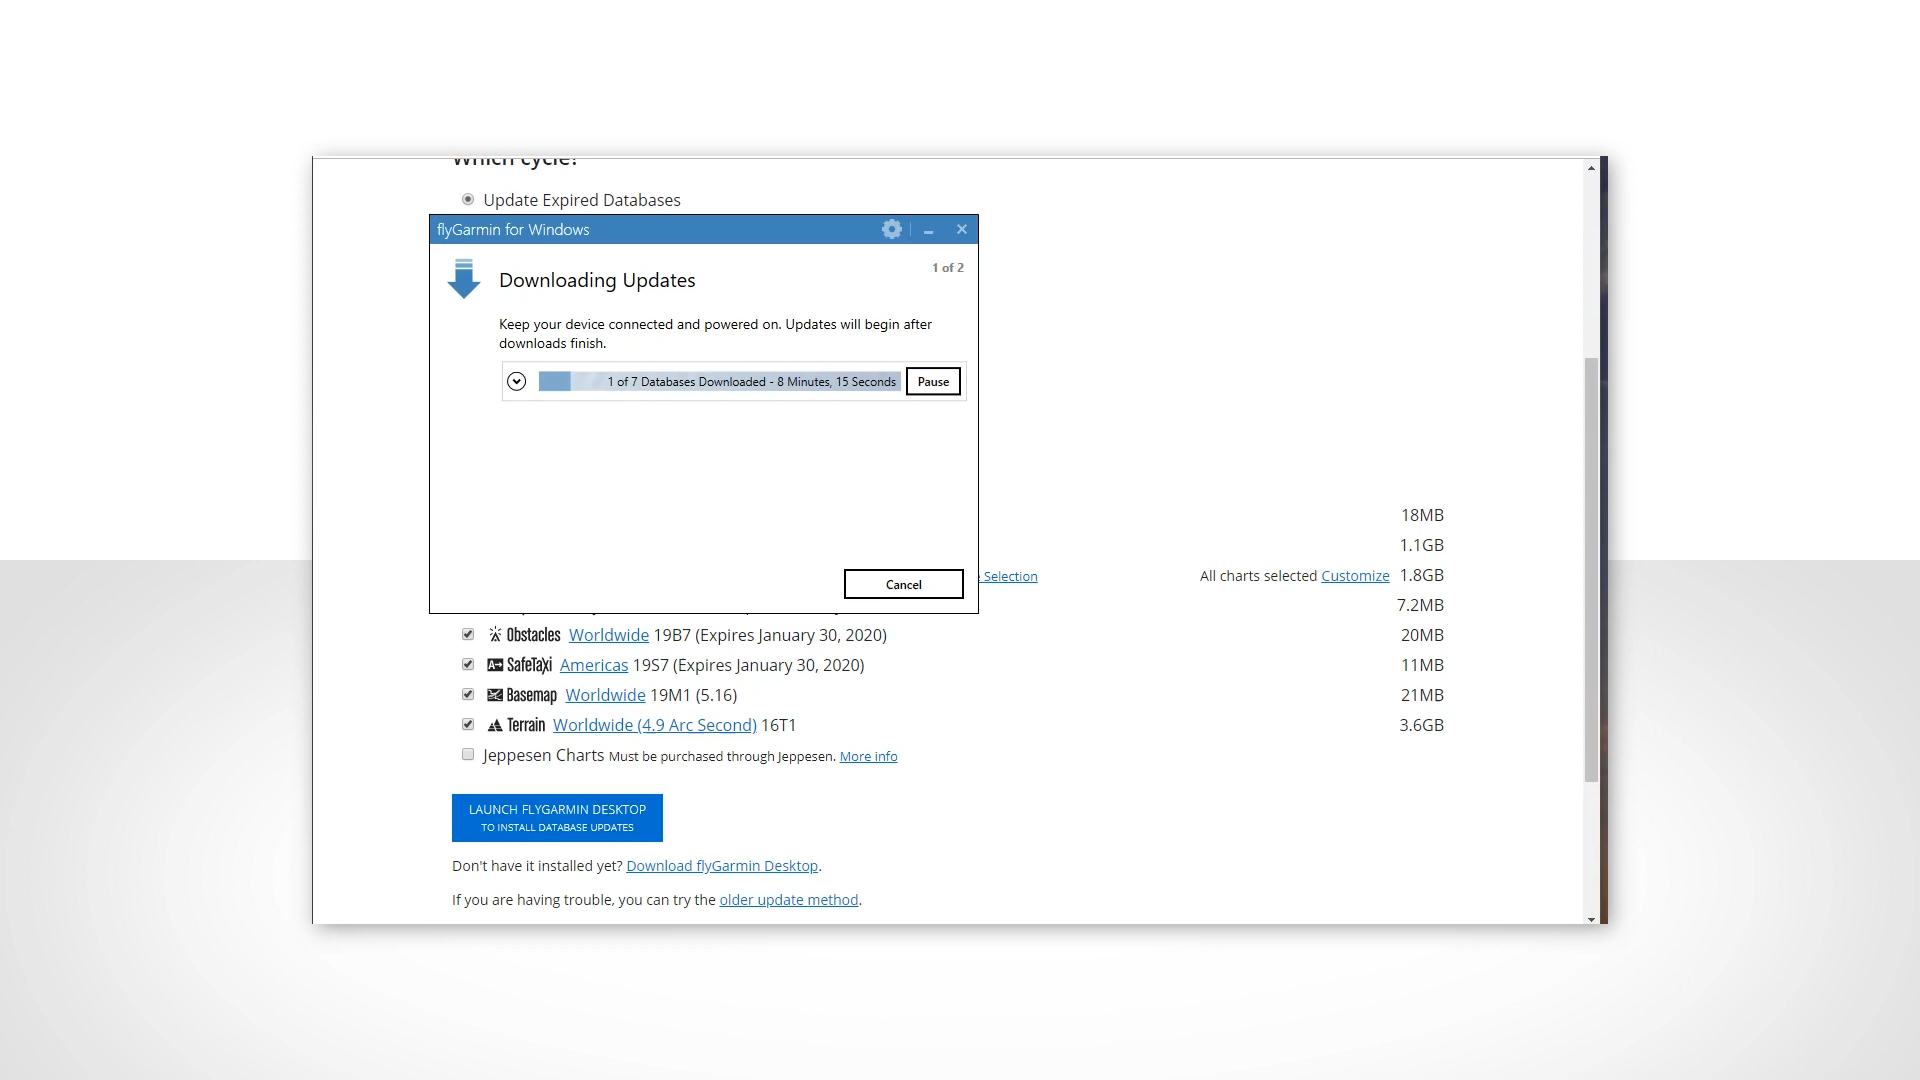 Which cycle?
Update Expired Databases
flyGarmin for Windows
1 of 2
Downloading Updates
Keep your device connected and powered on. Updates will begin after
downloads finish.
1 of 7 Databases Downloaded - 8 Minutes, 15 Seconds
Pause
Cancel
18MB
1.1GB
Selection
All charts selected Customize 1.8GB
7.2MB
Obstacles Worldwide 19B7 (Expires January 30, 2020) 20MB
SafeTaxi Americas 19S7 (Expires January 30, 2020) 11MB
Basemap Worldwide 19M1 (5.16) 21MB
Terrain Worldwide (4.9 Arc Second) 16T1 3.6GB
Jeppesen Charts Must be purchased through Jeppesen. More info
LAUNCH FLYGARMIN DESKTOP
TO INSTALL DATABASE UPDATES
Don't have it installed yet? Download flyGarmin Desktop.
If you are having trouble, you can try the older update method.